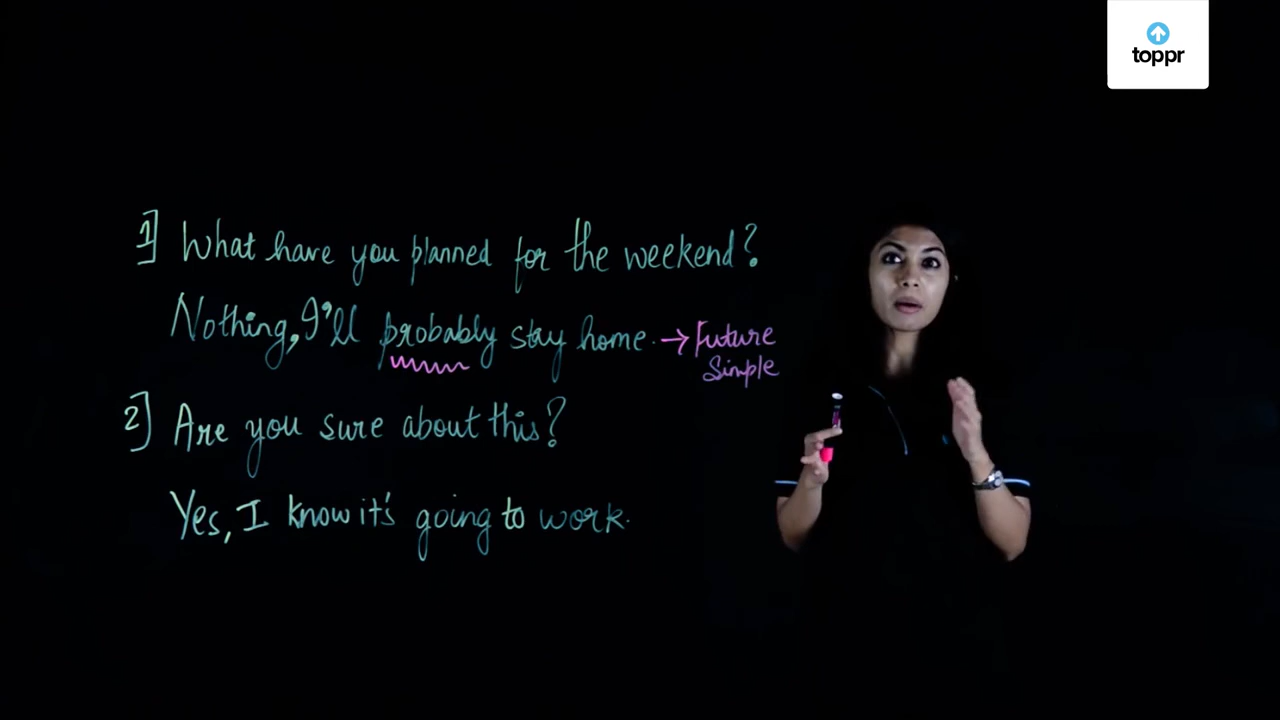 toppr
1] What have you planned for the weekend?
Nothing, I'll probably stay home. → Future
Simple
2] Are you sure about this?
Yes, I know it's going to work.